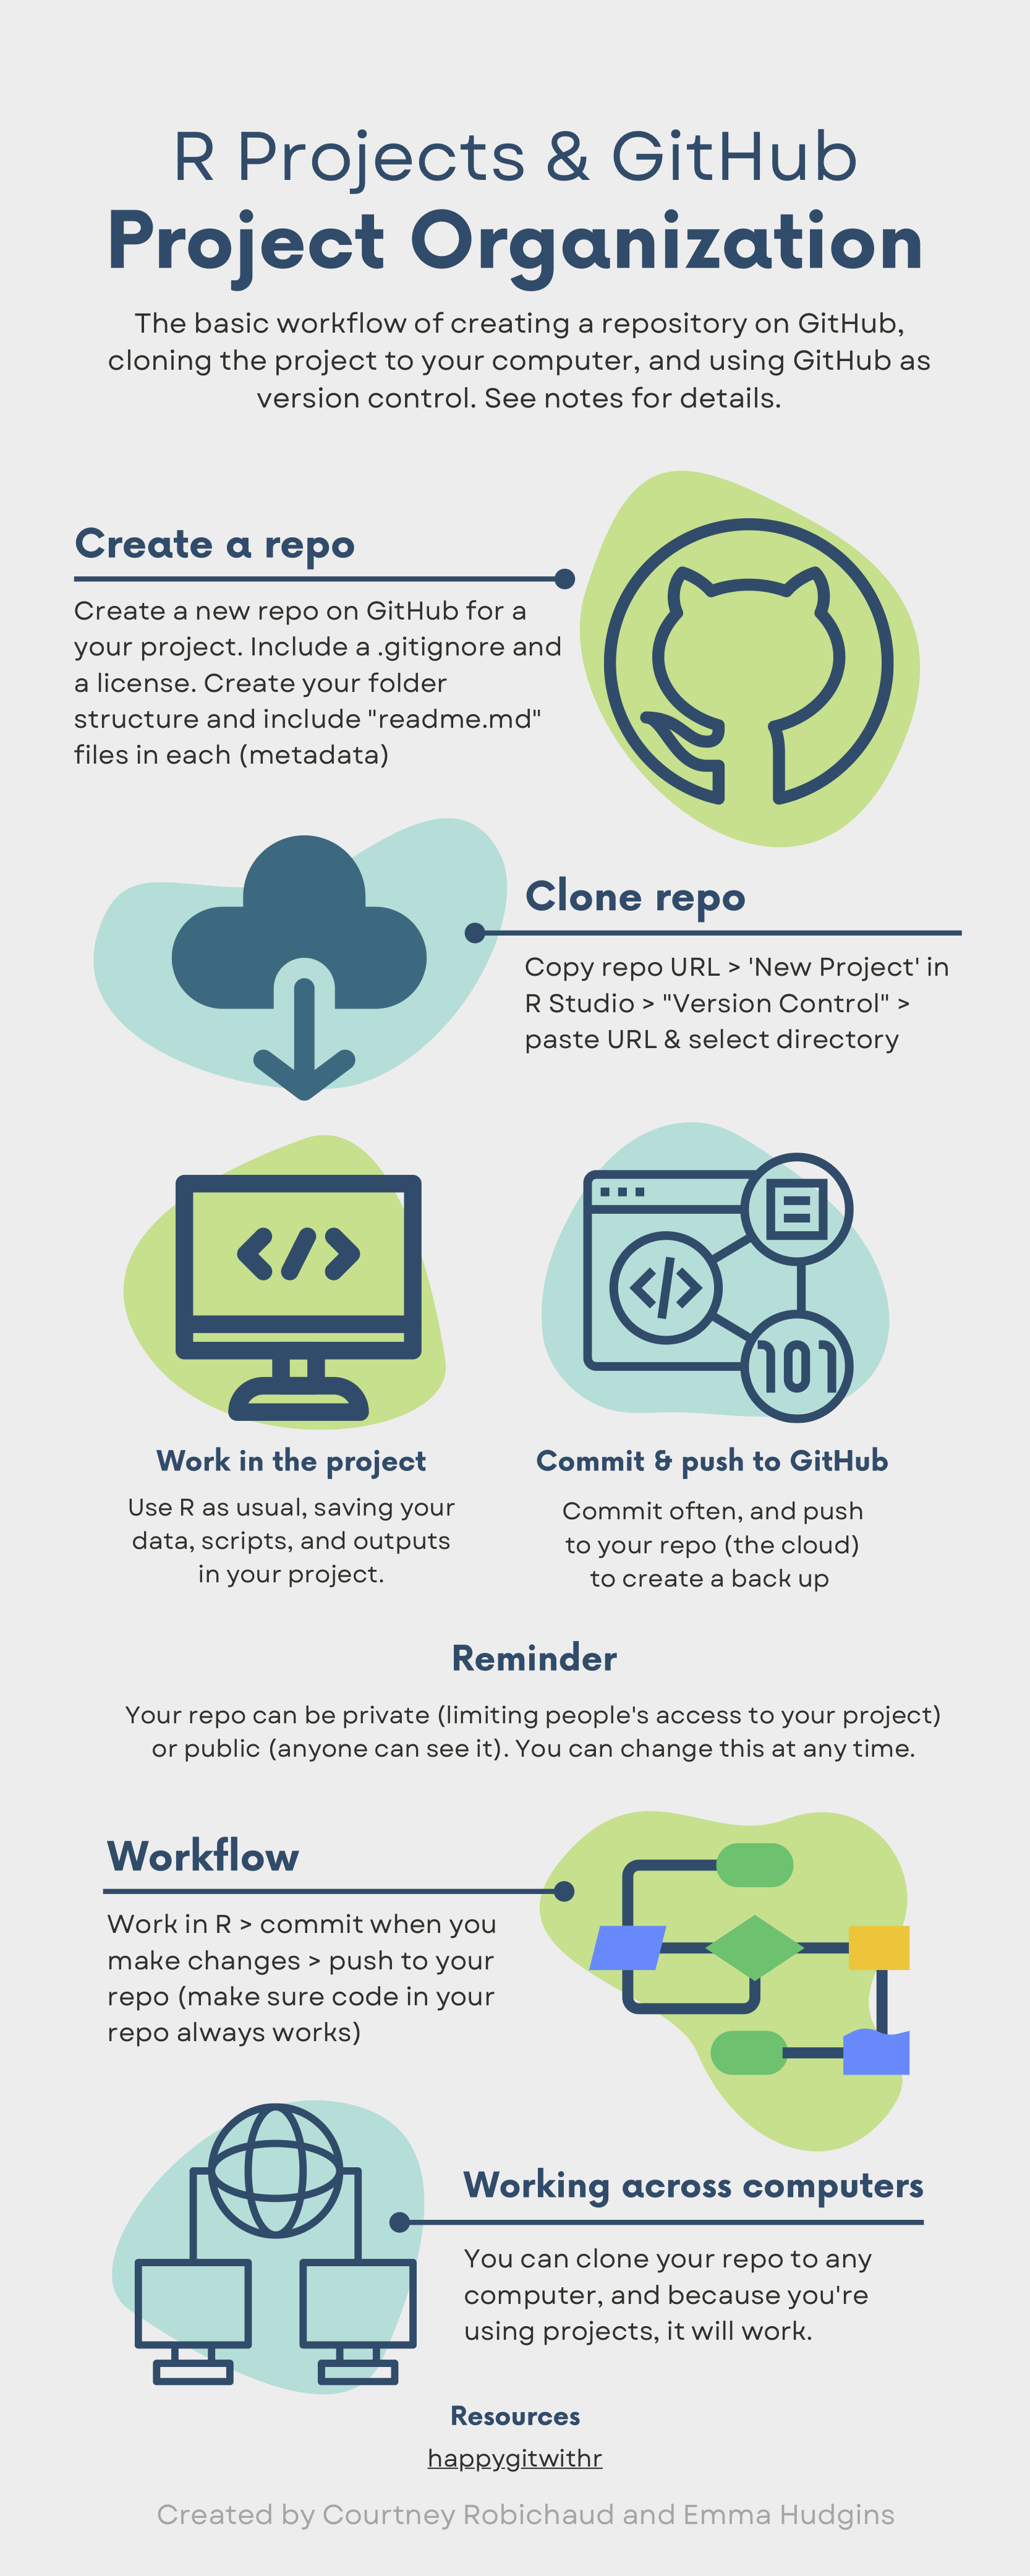 R Projects & GitHub
Project Organization
The basic workflow of creating a repository on GitHub,
cloning the project to your computer, and using GitHub as
version control. See notes for details.
Create a repo
Create a new repo on GitHub for a
your project. Include a .gitignore and
a license. Create your folder
structure and include "readme.md"
files in each (metadata)
Clone repo
Copy repo URL > 'New Project' in
R Studio > "Version Control" >
paste URL & select directory
</>
</>
101
Work in the project
Use R as usual, saving your
data, scripts, and outputs
in your project.
Commit & push to GitHub
Commit often, and push
to your repo (the cloud)
to create a back up
Reminder
Your repo can be private (limiting people's access to your project)
or public (anyone can see it). You can change this at any time.
Workflow
Work in R > commit when you
make changes > push to your
repo (make sure code in your
repo always works)
Working across computers
You can clone your repo to any
computer, and because you're
using projects, it will work.
Resources
happygitwithr
Created by Courtney Robichaud and Emma Hudgins